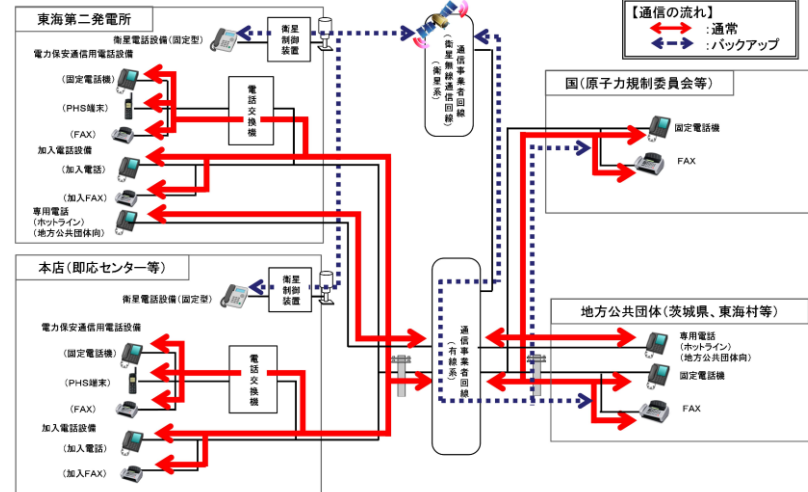 東海第二発電所
衛星電話設備(固定型)
衛星
制御
装置
電力保安通信用電話設備
(固定電話機)
(PHS端末)
(FAX)
電話交換機
加入電話設備
(加入電話)
(加入FAX)
専用電話
(ホットライン)
(地方公共団体向)
本店(即応センター等)
衛星電話設備(固定型)
衛星
制御
装置
電力保安通信用電話設備
(固定電話機)
(PHS端末)
(FAX)
電話交換機
加入電話設備
(加入電話)
(加入FAX)
通信事業者回線
(衛星無線通信回線)
(衛星系)
通信事業者回線
(有線系)
【通信の流れ】
:通常
:バックアップ
国(原子力規制委員会等)
固定電話機
FAX
地方公共団体(茨城県、東海村等)
専用電話
(ホットライン)
(地方公共団体向)
固定電話機
FAX